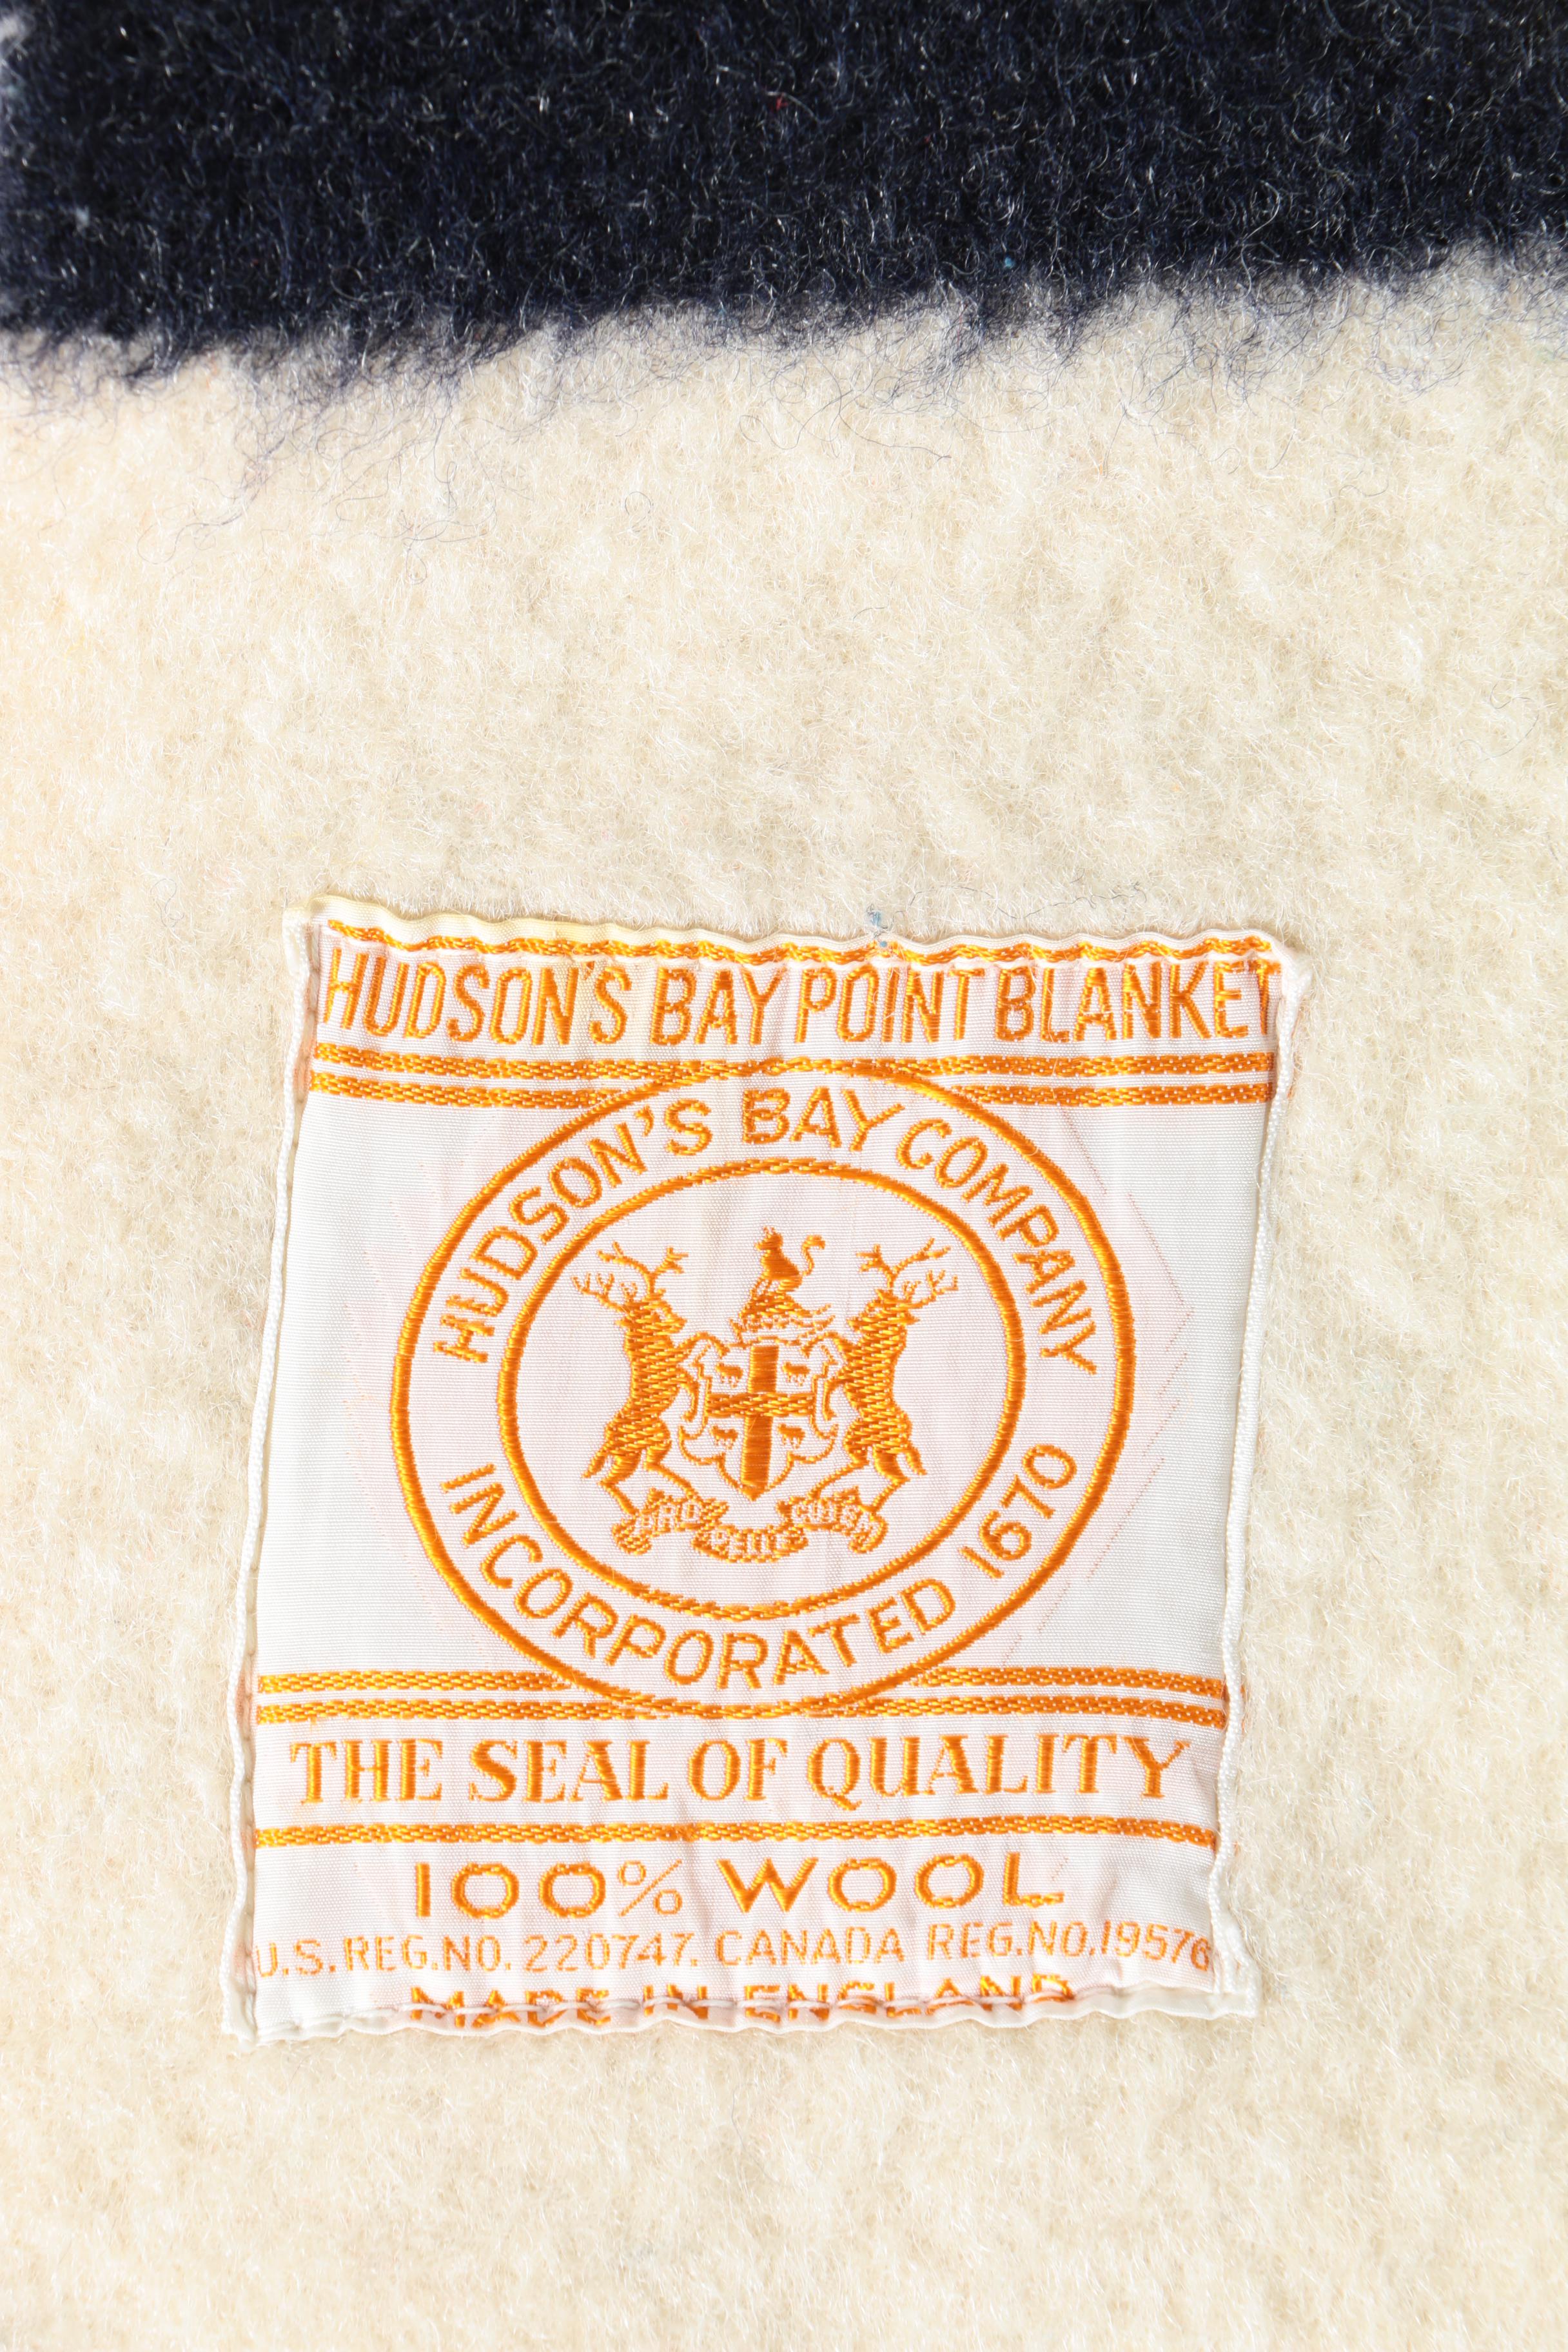 HUDSON'S BAY POINT BLANKET
HUDSON'S BAY COMPANY
PRO PELLE CUTEM
INCORPORATED 1670
THE SEAL OF QUALITY
100% WOOL
U.S. REG. NO. 220747. CANADA REG. NO. 19576
MADE IN ENGLAND